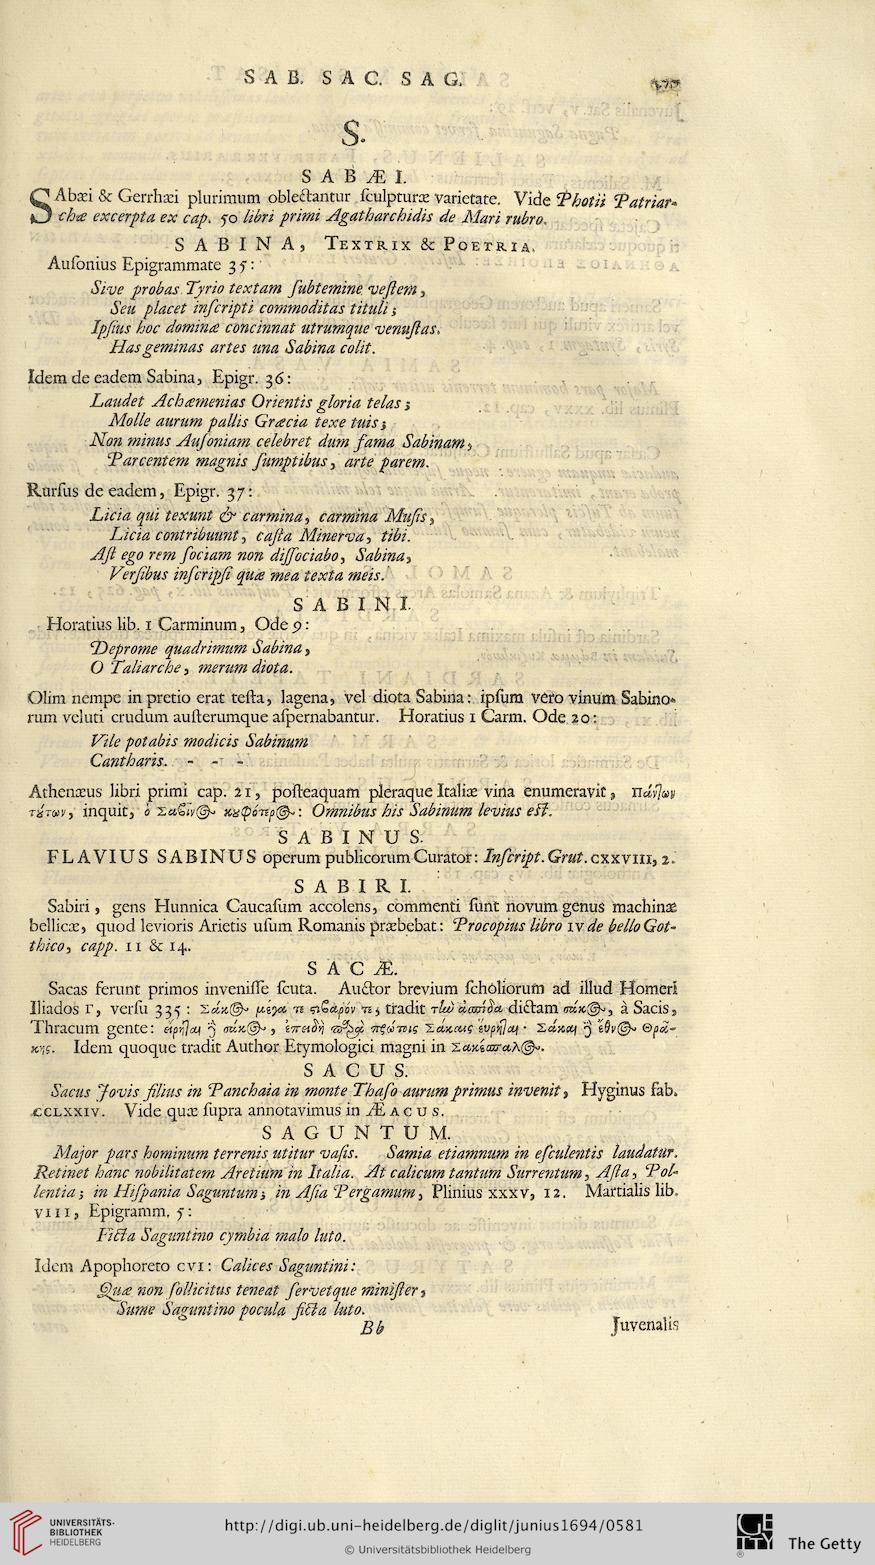 SAB. SAC. SAG.
S.
SABÆI.
SAbæi & Gerrhæi plurimum oblectantur ſculpturæ varietate. Vide Photii Patriar-
chæ excerpta ex cap. 50 libri primi Agatharchidis de Mari rubro.
SABINA, TEXTRIX & POETRIA.
Auſonius Epigrammate 35:
Sive probas Tyrio textam ſubtemine veſtem,
Seu placet inſcripti commoditas tituli;
Ipſius hoc dominæ concinnat utrumque venuſtas.
Has geminas artes una Sabina colit.
Idem de eadem Sabina, Epigr. 36:
Laudet Achæmenias Orientis gloria telas;
Molle aurum pallis Græcia texe tuis;
Non minus Auſoniam celebret dum fama Sabinam,
Parcentem magnis ſumptibus, arte parem.
Rurſus de eadem, Epigr. 37:
Licia qui texunt & carmina, carmina Muſis,
Licia contribuunt, caſta Minerva, tibi.
Aſt ego rem ſociam non diſſociabo, Sabina,
Verſibus inſcripſi quæ mea texta meis.
SABINI.
Horatius lib. 1 Carminum, Ode 9:
Deprome quadrimum Sabina,
O Taliarche, merum diota.
Olim nempe in pretio erat teſta, lagena, vel diota Sabina: ipſum vero vinum Sabino-
rum veluti crudum auſterumque aſpernabantur. Horatius 1 Carm. Ode 20:
Vile potabis modicis Sabinum
Cantharis. - - -
Athenæus libri primi cap. 21, poſteaquam pleraque Italiæ vina enumeravit, Πάντων
τούτων, inquit, ὁ Σαβῖνος κουφότερος: Omnibus his Sabinum levius eſt.
SABINUS.
FLAVIUS SABINUS operum publicorum Curator: Inſcript. Grut. CXXVIII, 2.
SABIRI.
Sabiri, gens Hunnica Caucaſum accolens, commenti ſunt novum genus machinæ
bellicæ, quod levioris Arietis uſum Romanis præbebat: Procopius libro IV de bello Got-
thico, capp. 11 & 14.
SACÆ.
Sacas ferunt primos inveniſſe ſcuta. Auctor brevium ſcholiorum ad illud Homeri
Iliados Γ, verſu 335: Σάκος μέγα τε στιβαρόν τε, tradit τὴν ἀσπίδα dictam σάκος, à Sacis,
Thracum gente: εἴρηται ἢ σάκος, ἐπειδὴ παρὰ πρώτοις Σάκαις εὕρηται· Σάκαι ἢ ἔθνος Θρᾴ-
κης. Idem quoque tradit Author Etymologici magni in Σακέσπαλος.
SACUS.
Sacus Jovis filius in Panchaia in monte Thaſo aurum primus invenit, Hyginus fab.
CCLXXIV. Vide quæ ſupra annotavimus in ÆACUS.
SAGUNTUM.
Major pars hominum terrenis utitur vaſis. Samia etiamnum in eſculentis laudatur.
Retinet hanc nobilitatem Aretium in Italia. At calicum tantum Surrentum, Aſta, Pol-
lentia; in Hiſpania Saguntum; in Aſia Pergamum, Plinius XXXV, 12. Martialis lib.
VIII, Epigramm. 5:
Ficta Saguntino cymbia malo luto.
Idem Apophoreto CVI: Calices Saguntini:
Quæ non ſollicitus teneat ſervetque miniſter,
Sume Saguntino pocula ficta luto.
Bb Juvenalis
UNIVERSITÄTS-
BIBLIOTHEK
HEIDELBERG
http://digi.ub.uni-heidelberg.de/diglit/junius1694/0581
© Universitätsbibliothek Heidelberg
GETTY
The Getty